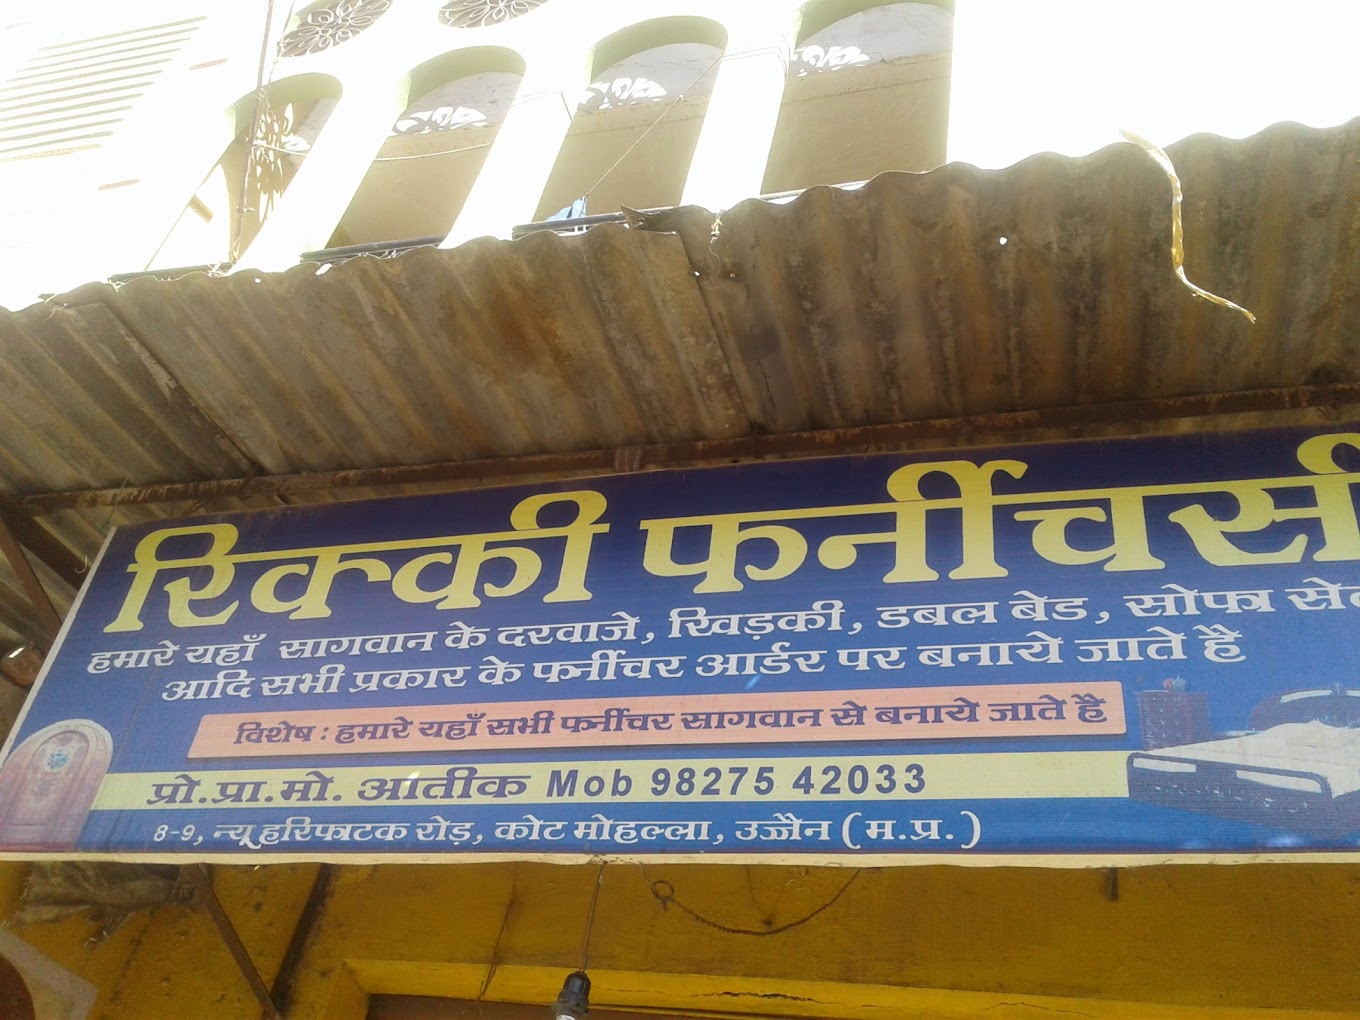 रिक्की फर्नीचर्स
हमारे यहाँ सागवान के दरवाजे, खिड़की, डबल बेड, सोफा सेट
आदि सभी प्रकार के फर्नीचर आर्डर पर बनाये जाते है
विशेष : हमारे यहाँ सभी फर्नीचर सागवान से बनाये जाते है
प्रो.प्रा.मो. आतीक Mob 98275 42033
8-9, न्यू हरिफाटक रोड़, कोट मोहल्ला, उज्जैन (म.प्र.)